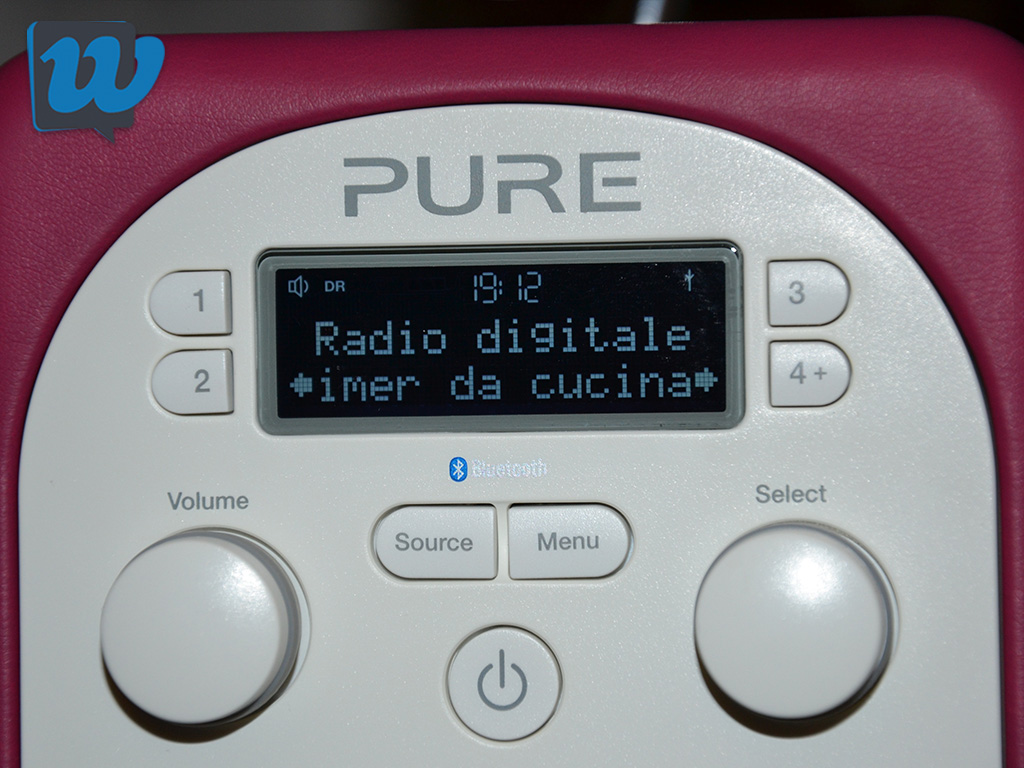 w
PURE
DR 19:12
Radio digitale
imer da cucina
1
2
3
4+
Bluetooth
Volume
Select
Source
Menu